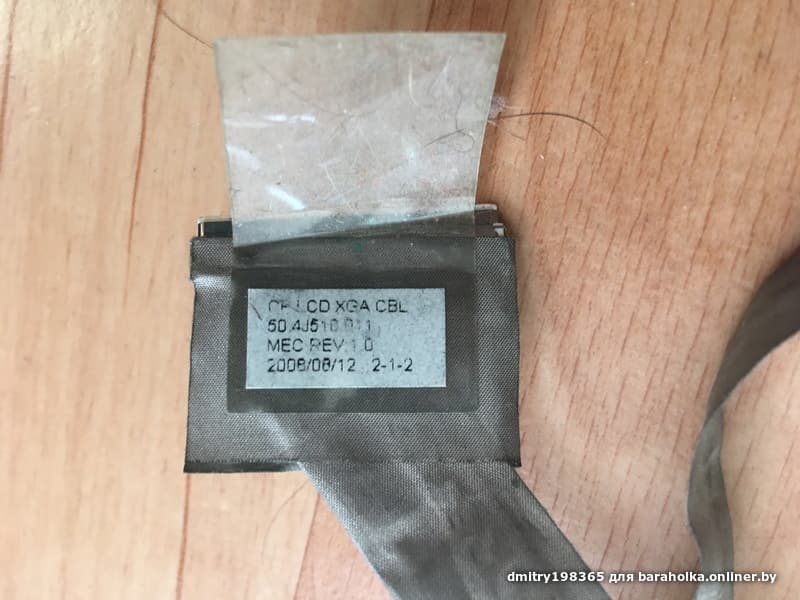 LCD XGA CBL
MEC REV 1.0
2008/08/12 2-1-2
dmitry198365 для baraholka.onliner.by